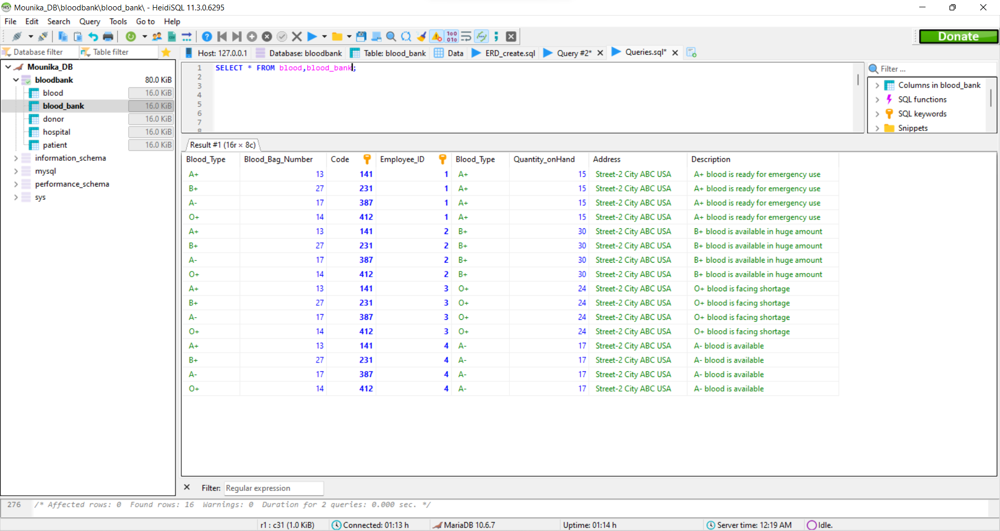 Mounika_DB\bloodbank\blood_bank\ - HeidiSQL 11.3.0.6295
File Edit Search Query Tools Go to Help
Donate
Database filter Table filter Host: 127.0.0.1 Database: bloodbank Table: blood_bank Data ERD_create.sql Query #2* Queries.sql*
Mounika_DB
bloodbank 80.0 KiB
blood 16.0 KiB
blood_bank 16.0 KiB
donor 16.0 KiB
hospital 16.0 KiB
patient 16.0 KiB
information_schema
mysql
performance_schema
sys
1 SELECT * FROM blood,blood_bank;
2
3
4
5
6
7
8
Filter ...
Columns in blood_bank
SQL functions
SQL keywords
Snippets
Result #1 (16r × 8c)
Blood_Type Blood_Bag_Number Code Employee_ID Blood_Type Quantity_onHand Address Description
A+ 13 141 1 A+ 15 Street-2 City ABC USA A+ blood is ready for emergency use
B+ 27 231 1 A+ 15 Street-2 City ABC USA A+ blood is ready for emergency use
A- 17 387 1 A+ 15 Street-2 City ABC USA A+ blood is ready for emergency use
O+ 14 412 1 A+ 15 Street-2 City ABC USA A+ blood is ready for emergency use
A+ 13 141 2 B+ 30 Street-2 City ABC USA B+ blood is available in huge amount
B+ 27 231 2 B+ 30 Street-2 City ABC USA B+ blood is available in huge amount
A- 17 387 2 B+ 30 Street-2 City ABC USA B+ blood is available in huge amount
O+ 14 412 2 B+ 30 Street-2 City ABC USA B+ blood is available in huge amount
A+ 13 141 3 O+ 24 Street-2 City ABC USA O+ blood is facing shortage
B+ 27 231 3 O+ 24 Street-2 City ABC USA O+ blood is facing shortage
A- 17 387 3 O+ 24 Street-2 City ABC USA O+ blood is facing shortage
O+ 14 412 3 O+ 24 Street-2 City ABC USA O+ blood is facing shortage
A+ 13 141 4 A- 17 Street-2 City ABC USA A- blood is available
B+ 27 231 4 A- 17 Street-2 City ABC USA A- blood is available
A- 17 387 4 A- 17 Street-2 City ABC USA A- blood is available
O+ 14 412 4 A- 17 Street-2 City ABC USA A- blood is available
Filter: Regular expression
276 /* Affected rows: 0 Found rows: 16 Warnings: 0 Duration for 2 queries: 0.000 sec. */
r1 : c31 (1.0 KiB) Connected: 01:13 h MariaDB 10.6.7 Uptime: 01:14 h Server time: 12:19 AM Idle.